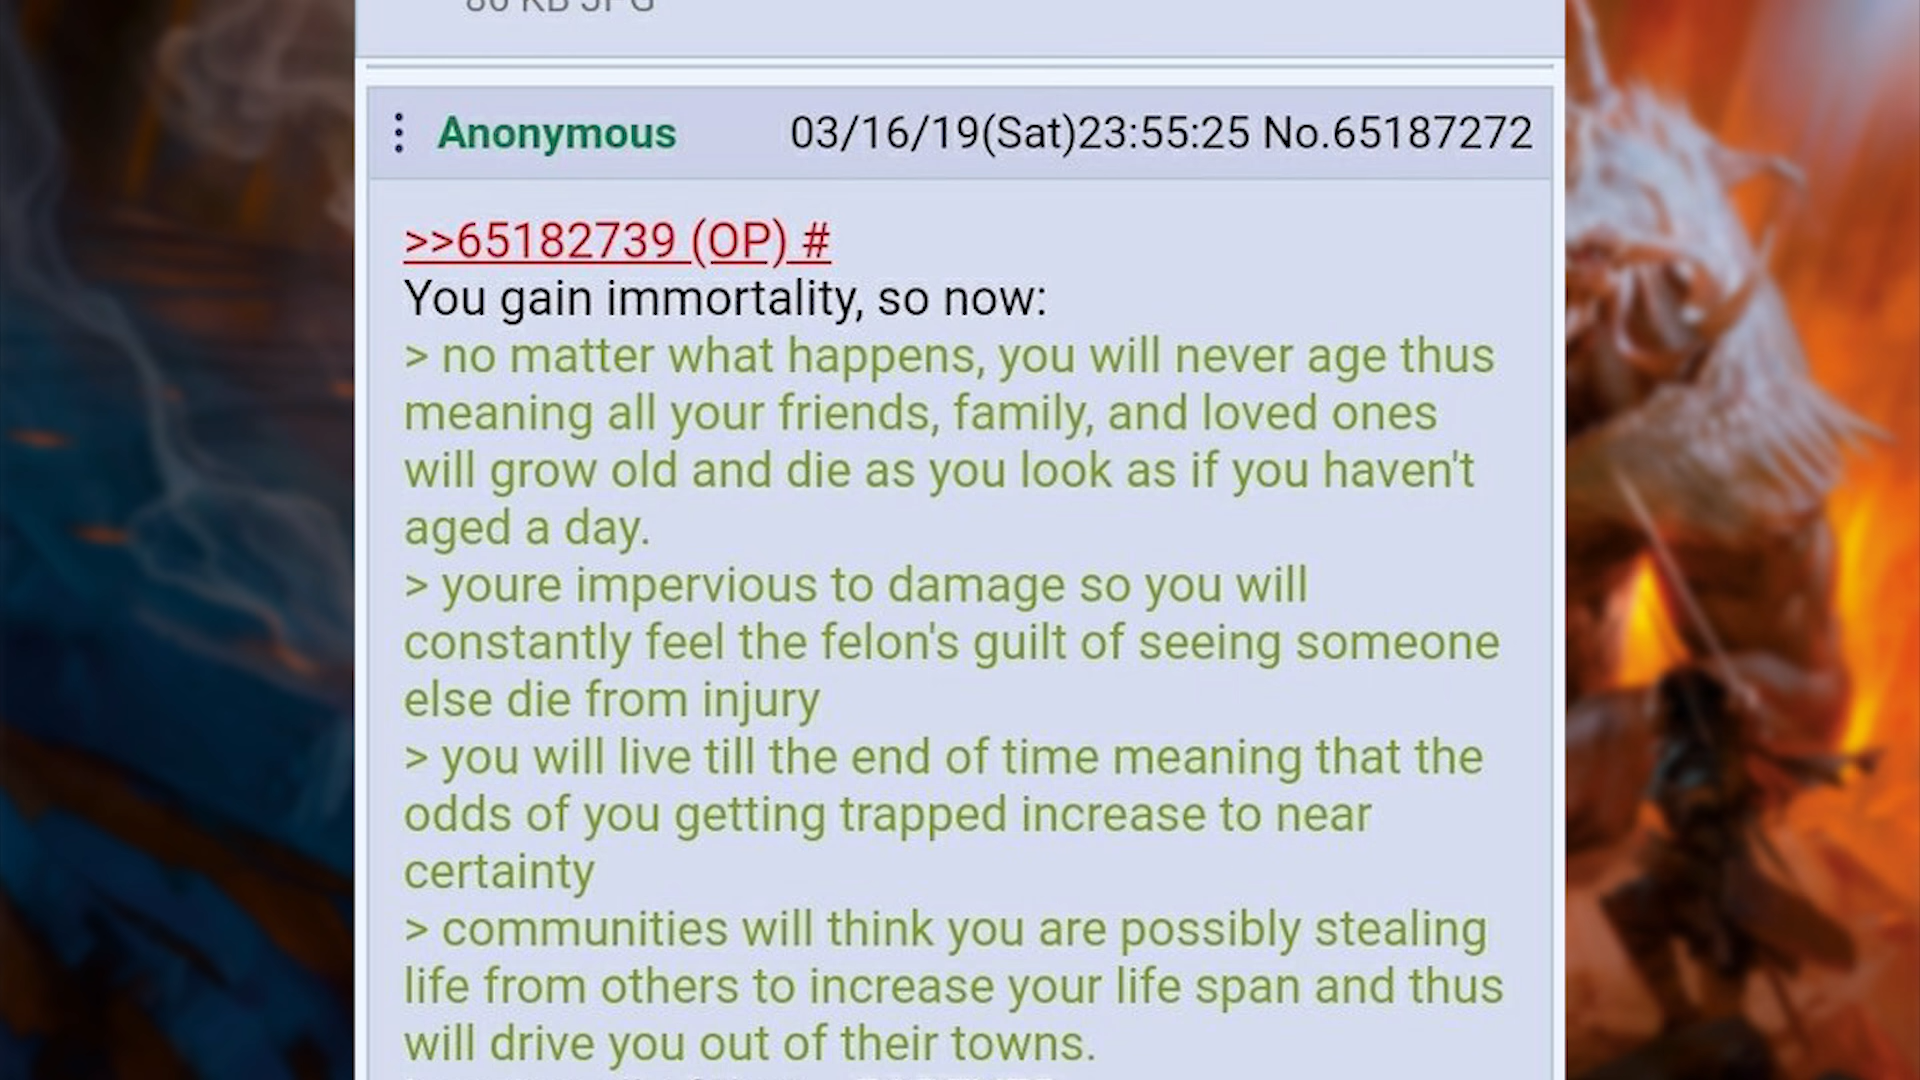 86 KB JPG
Anonymous 03/16/19(Sat)23:55:25 No.65187272
>>65182739 (OP) #
You gain immortality, so now:
> no matter what happens, you will never age thus
meaning all your friends, family, and loved ones
will grow old and die as you look as if you haven't
aged a day.
> youre impervious to damage so you will
constantly feel the felon's guilt of seeing someone
else die from injury
> you will live till the end of time meaning that the
odds of you getting trapped increase to near
certainty
> communities will think you are possibly stealing
life from others to increase your life span and thus
will drive you out of their towns.